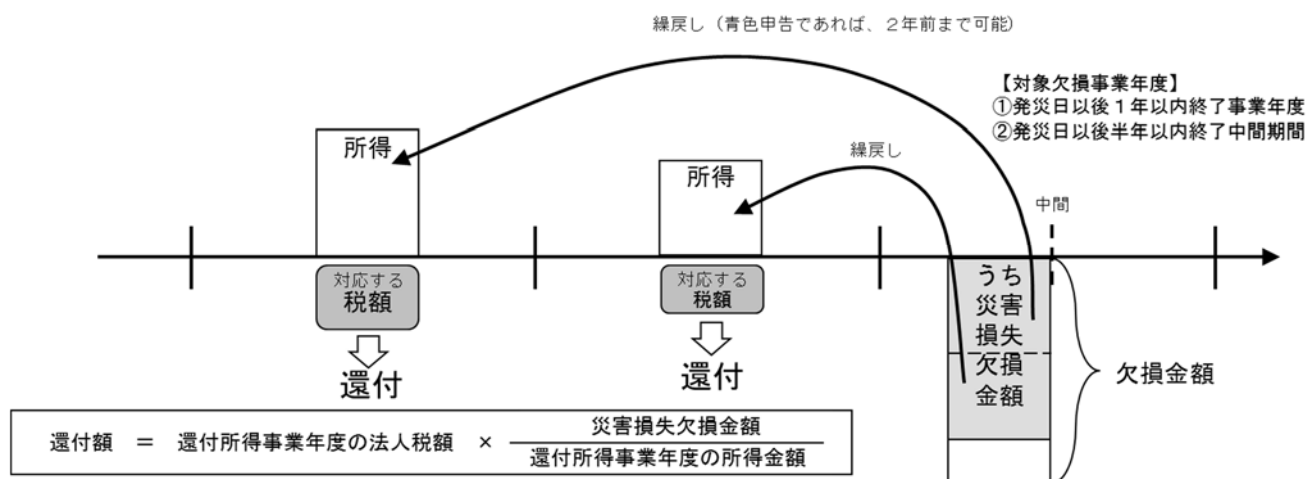 繰戻し（青色申告であれば、２年前まで可能）
【対象欠損事業年度】
①発災日以後１年以内終了事業年度
②発災日以後半年以内終了中間期間
所得
所得
繰戻し
中間
対応する
税額
対応する
税額
うち
災害
損失
欠損
金額
欠損金額
還付
還付
還付額 ＝ 還付所得事業年度の法人税額 × 災害損失欠損金額
還付所得事業年度の所得金額